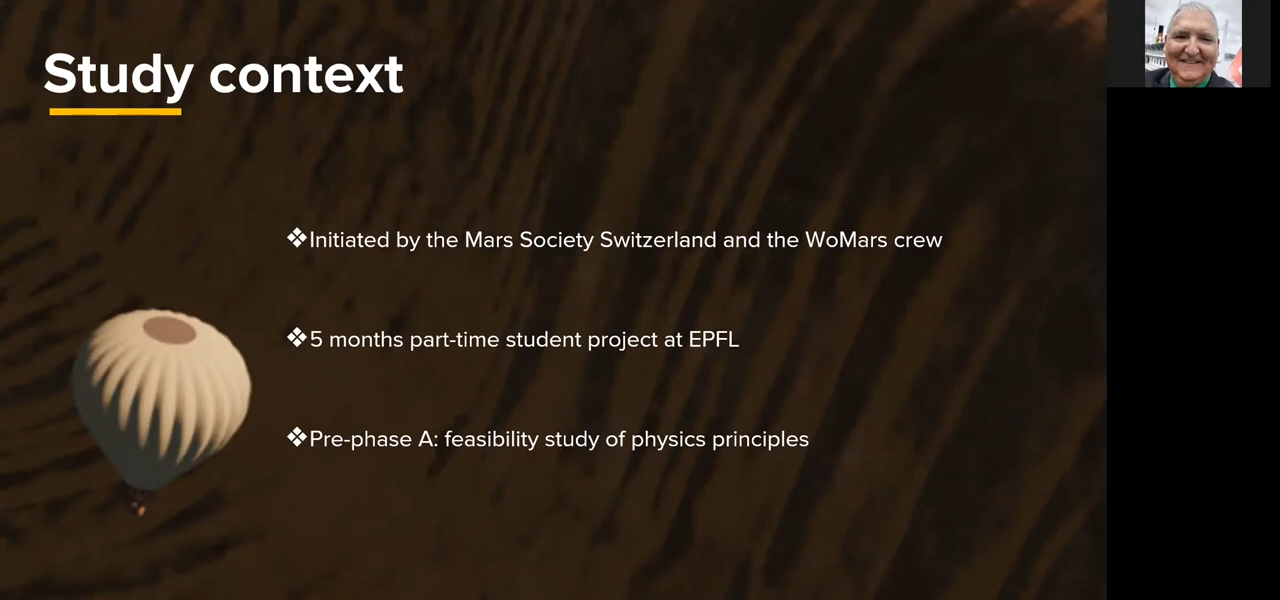 Study context
❖Initiated by the Mars Society Switzerland and the WoMars crew
❖5 months part-time student project at EPFL
❖Pre-phase A: feasibility study of physics principles